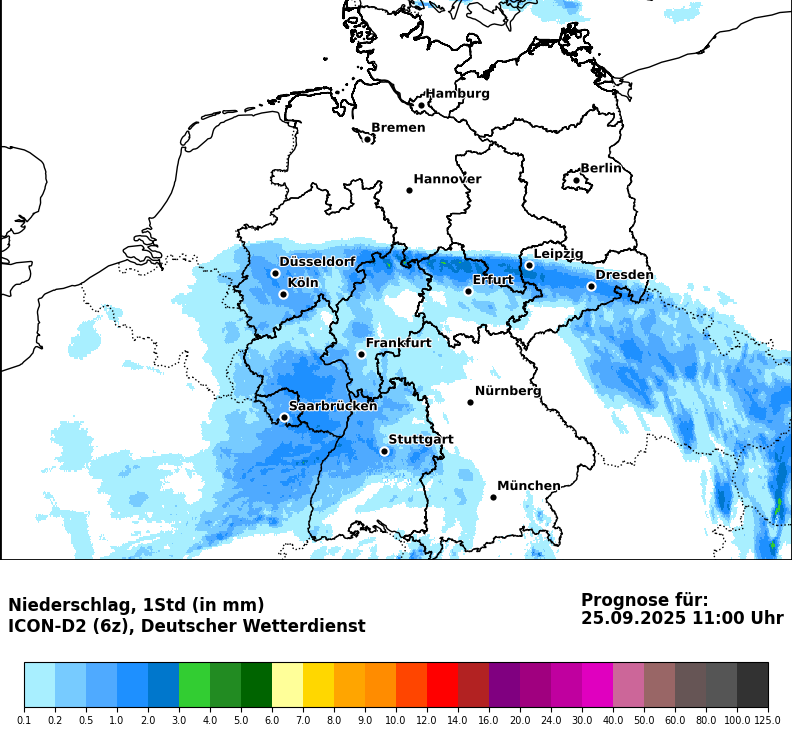 Hamburg
Bremen
Berlin
Hannover
Leipzig
Düsseldorf
Dresden
Köln
Erfurt
Frankfurt
Nürnberg
Saarbrücken
Stuttgart
München
Niederschlag, 1Std (in mm)
ICON-D2 (6z), Deutscher Wetterdienst
Prognose für:
25.09.2025 11:00 Uhr
0.1 0.2 0.5 1.0 2.0 3.0 4.0 5.0 6.0 7.0 8.0 9.0 10.0 12.0 14.0 16.0 20.0 24.0 30.0 40.0 50.0 60.0 80.0 100.0 125.0